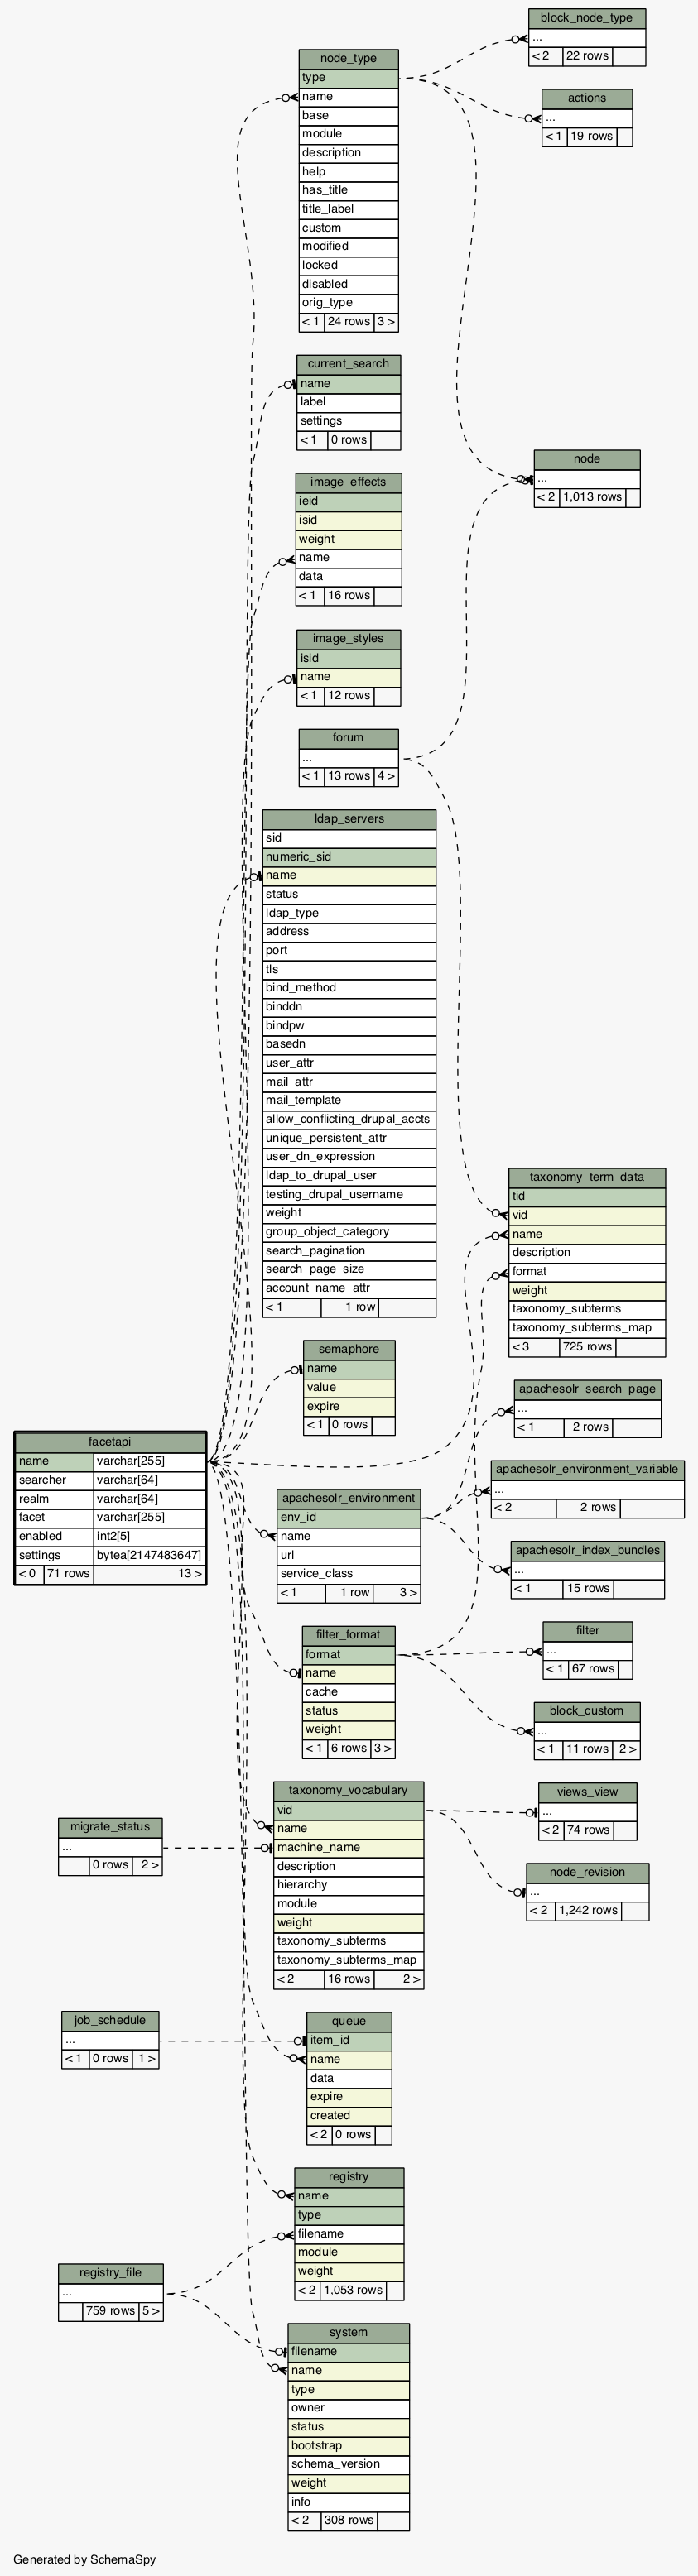 block_node_type
...
< 2 22 rows
node_type
type
name
base
module
description
help
has_title
title_label
custom
modified
locked
disabled
orig_type
< 1 24 rows 3 >
actions
...
< 1 19 rows
current_search
name
label
settings
< 1 0 rows
node
...
< 2 1,013 rows
image_effects
ieid
isid
weight
name
data
< 1 16 rows
image_styles
isid
name
< 1 12 rows
forum
...
< 1 13 rows 4 >
ldap_servers
sid
numeric_sid
name
status
ldap_type
address
port
tls
bind_method
binddn
bindpw
basedn
user_attr
mail_attr
mail_template
allow_conflicting_drupal_accts
unique_persistent_attr
user_dn_expression
ldap_to_drupal_user
testing_drupal_username
weight
group_object_category
search_pagination
search_page_size
account_name_attr
< 1 1 row
taxonomy_term_data
tid
vid
name
description
format
weight
taxonomy_subterms
taxonomy_subterms_map
< 3 725 rows
semaphore
name
value
expire
< 1 0 rows
apachesolr_search_page
...
< 1 2 rows
facetapi
name varchar[255]
searcher varchar[64]
realm varchar[64]
facet varchar[255]
enabled int2[5]
settings bytea[2147483647]
< 0 71 rows 13 >
apachesolr_environment_variable
...
< 2 2 rows
apachesolr_environment
env_id
name
url
service_class
< 1 1 row 3 >
apachesolr_index_bundles
...
< 1 15 rows
filter_format
format
name
cache
status
weight
< 1 6 rows 3 >
filter
...
< 1 67 rows
block_custom
...
< 1 11 rows 2 >
taxonomy_vocabulary
vid
name
machine_name
description
hierarchy
module
weight
taxonomy_subterms
taxonomy_subterms_map
< 2 16 rows 2 >
views_view
...
< 2 74 rows
migrate_status
...
0 rows 2 >
node_revision
...
< 2 1,242 rows
job_schedule
...
< 1 0 rows 1 >
queue
item_id
name
data
expire
created
< 2 0 rows
registry
name
type
filename
module
weight
< 2 1,053 rows
registry_file
...
759 rows 5 >
system
filename
name
type
owner
status
bootstrap
schema_version
weight
info
< 2 308 rows
Generated by SchemaSpy